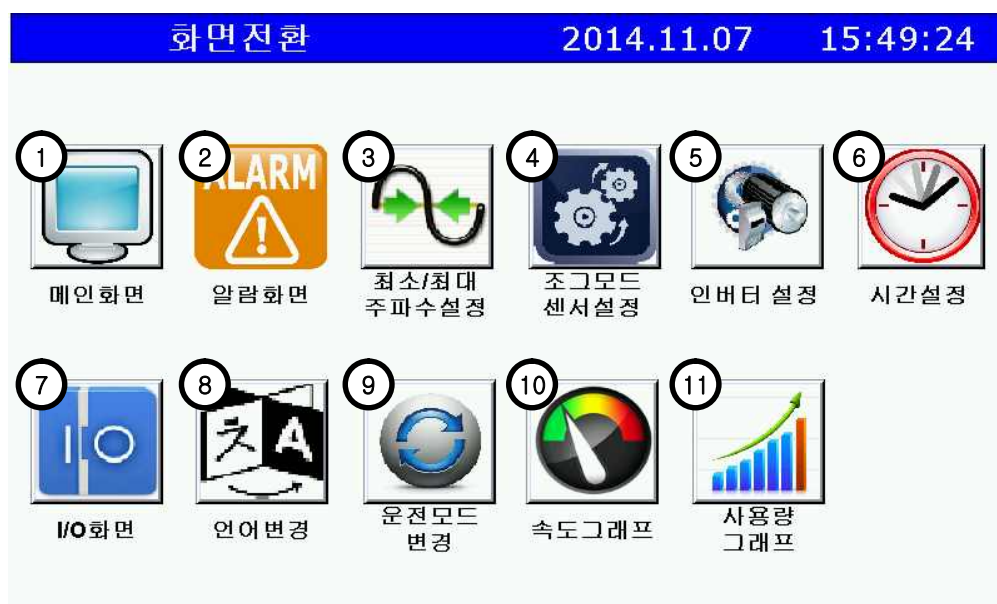 화면전환 2014.11.07 15:49:24
1 2 3 4 5 6
ALARM
메인화면 알람화면 최소/최대 조그모드 인버터 설정 시간설정
주파수설정 센서설정
7 8 9 10 11
I/O
ㅊ A
I/O화면 언어변경 운전모드 속도그래프 사용량
변경 그래프